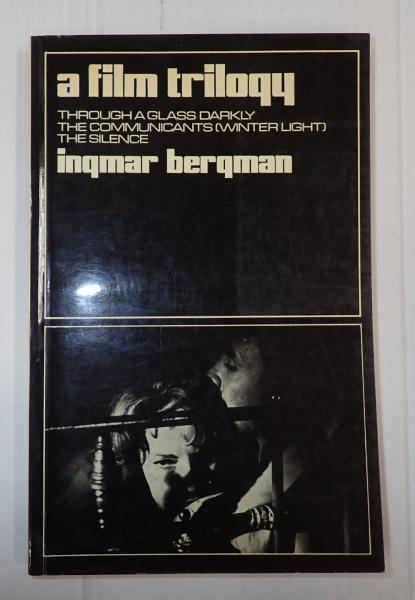 a film trilogy
THROUGH A GLASS DARKLY
THE COMMUNICANTS (WINTER LIGHT)
THE SILENCE
ingmar bergman